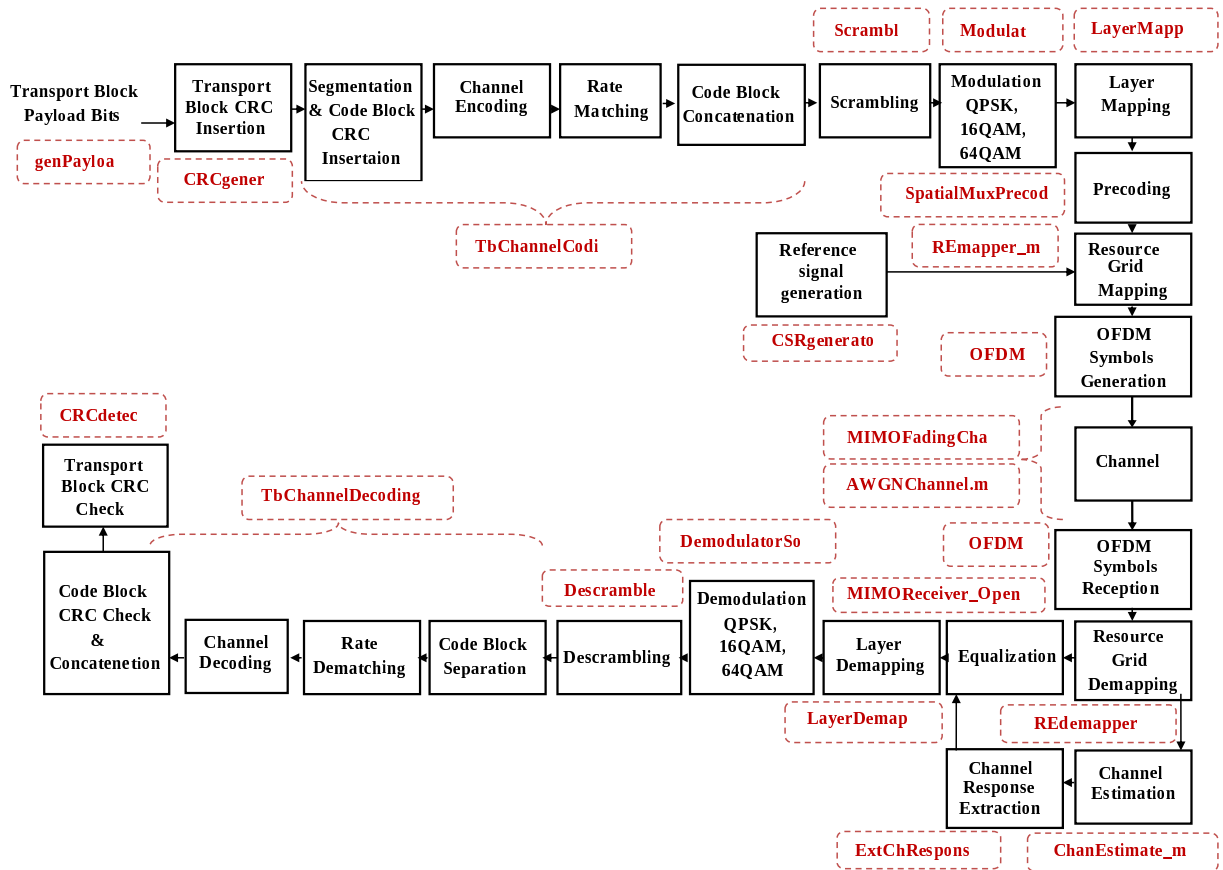 Scrambl
Modulat
LayerMapp
Transport Block
Payload Bits
genPayloa
Transport
Block CRC
Insertion
CRCgener
Segmentation
& Code Block
CRC
Insertaion
Channel
Encoding
Rate
Matching
Code Block
Concatenation
TbChannelCodi
Scrambling
Modulation
QPSK,
16QAM,
64QAM
Layer
Mapping
SpatialMuxPrecod
Precoding
REmapper_m
Reference
signal
generation
Resource
Grid
Mapping
CSRgenerato
OFDM
OFDM
Symbols
Generation
MIMOFadingCha
AWGNChannel.m
Channel
OFDM
OFDM
Symbols
Reception
CRCdetec
Transport
Block CRC
Check
TbChannelDecoding
DemodulatorSo
Descramble
MIMOReceiver_Open
Code Block
CRC Check
&
Concatenetion
Channel
Decoding
Rate
Dematching
Code Block
Separation
Descrambling
Demodulation
QPSK,
16QAM,
64QAM
Layer
Demapping
Equalization
Resource
Grid
Demapping
LayerDemap
REdemapper
Channel
Response
Extraction
Channel
Estimation
ExtChRespons
ChanEstimate_m